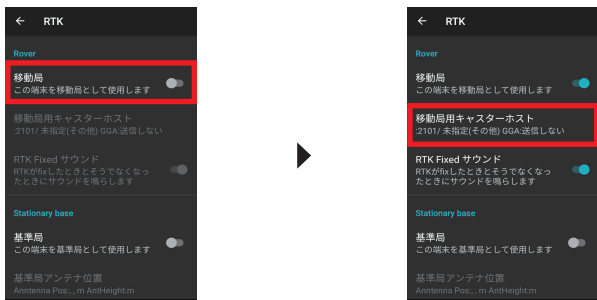 ← RTK
Rover
移動局
この端末を移動局として使用します
移動局用キャスターホスト
:2101/ 未指定(その他) GGA:送信しない
RTK Fixed サウンド
RTKがfixしたときとそうでなくなっ
たときにサウンドを鳴らします
Stationary base
基準局
この端末を基準局として使用します
基準局アンテナ位置
Anntenna Pos:, , m AntHeight:m
← RTK
Rover
移動局
この端末を移動局として使用します
移動局用キャスターホスト
:2101/ 未指定(その他) GGA:送信しない
RTK Fixed サウンド
RTKがfixしたときとそうでなくなっ
たときにサウンドを鳴らします
Stationary base
基準局
この端末を基準局として使用します
基準局アンテナ位置
Anntenna Pos:, , m AntHeight:m